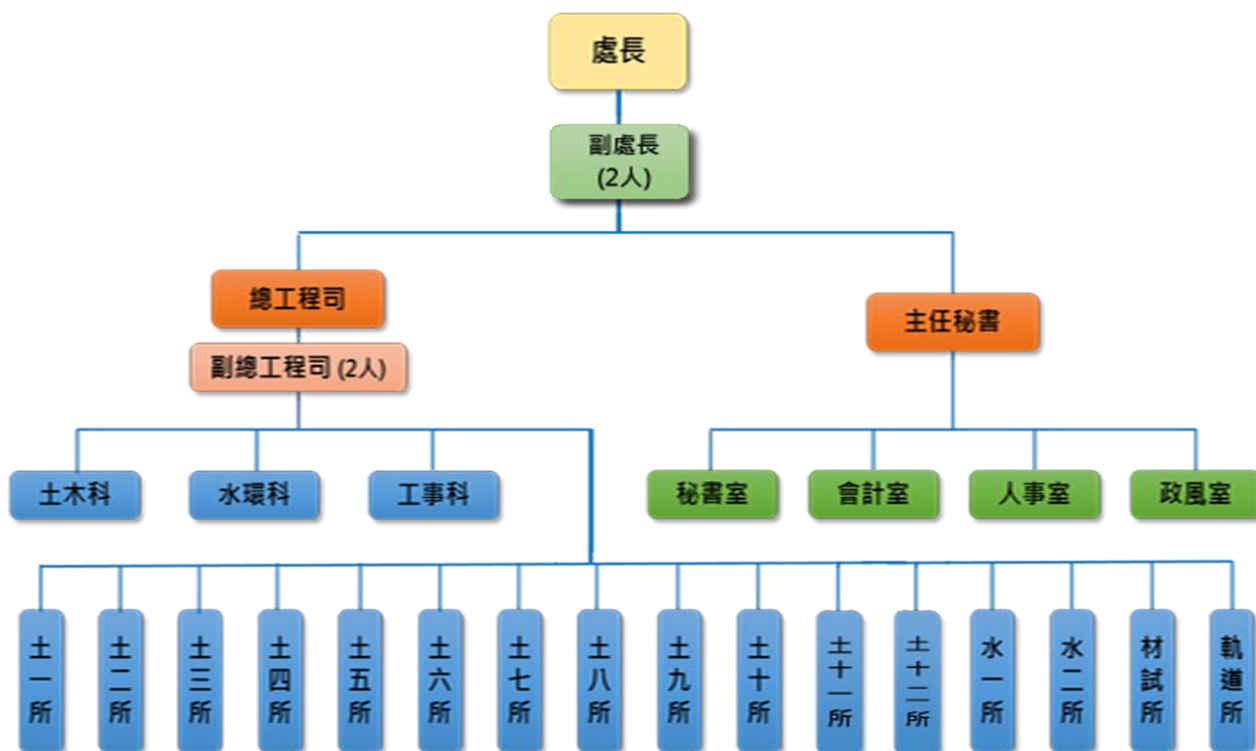 處長
副處長
(2人)
總工程司
主任秘書
副總工程司 (2人)
土木科
水環科
工事科
秘書室
會計室
人事室
政風室
土一所
土二所
土三所
土四所
土五所
土六所
土七所
土八所
土九所
土十所
土十一所
土十二所
水一所
水二所
材試所
軌道所